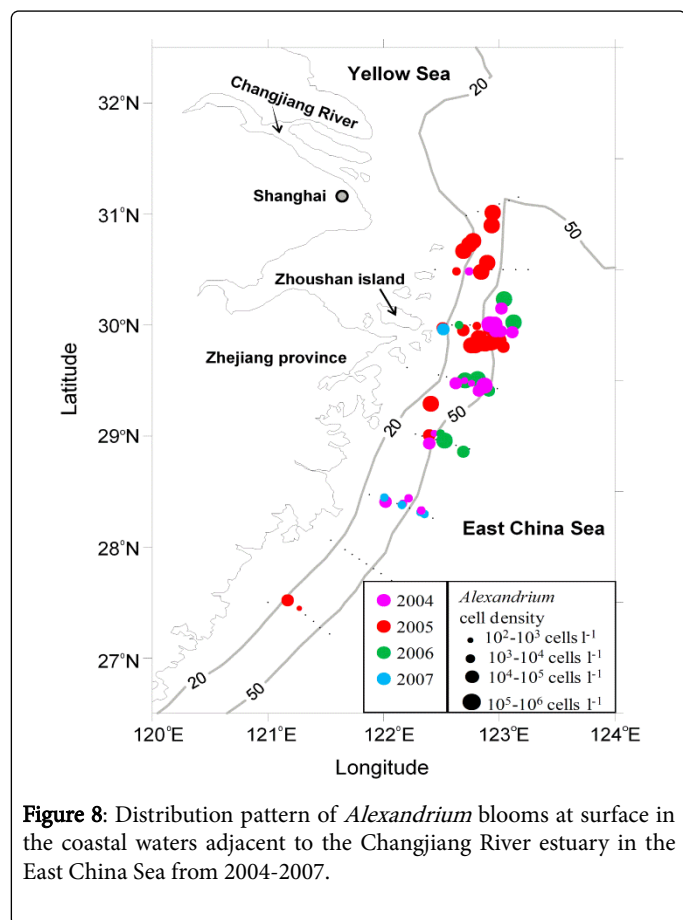 Yellow Sea
20
32°N
Changjiang River
31°N
Shanghai
50
Zhoushan island
30°N
Zhejiang province
Latitude
29°N
20
50
28°N
East China Sea
2004
2005
2006
2007
Alexandrium
cell density
10²-10³ cells l⁻¹
10³-10⁴ cells l⁻¹
10⁴-10⁵ cells l⁻¹
10⁵-10⁶ cells l⁻¹
27°N
20
50
120°E 121°E 122°E 123°E 124°E
Longitude
Figure 8: Distribution pattern of Alexandrium blooms at surface in
the coastal waters adjacent to the Changjiang River estuary in the
East China Sea from 2004-2007.